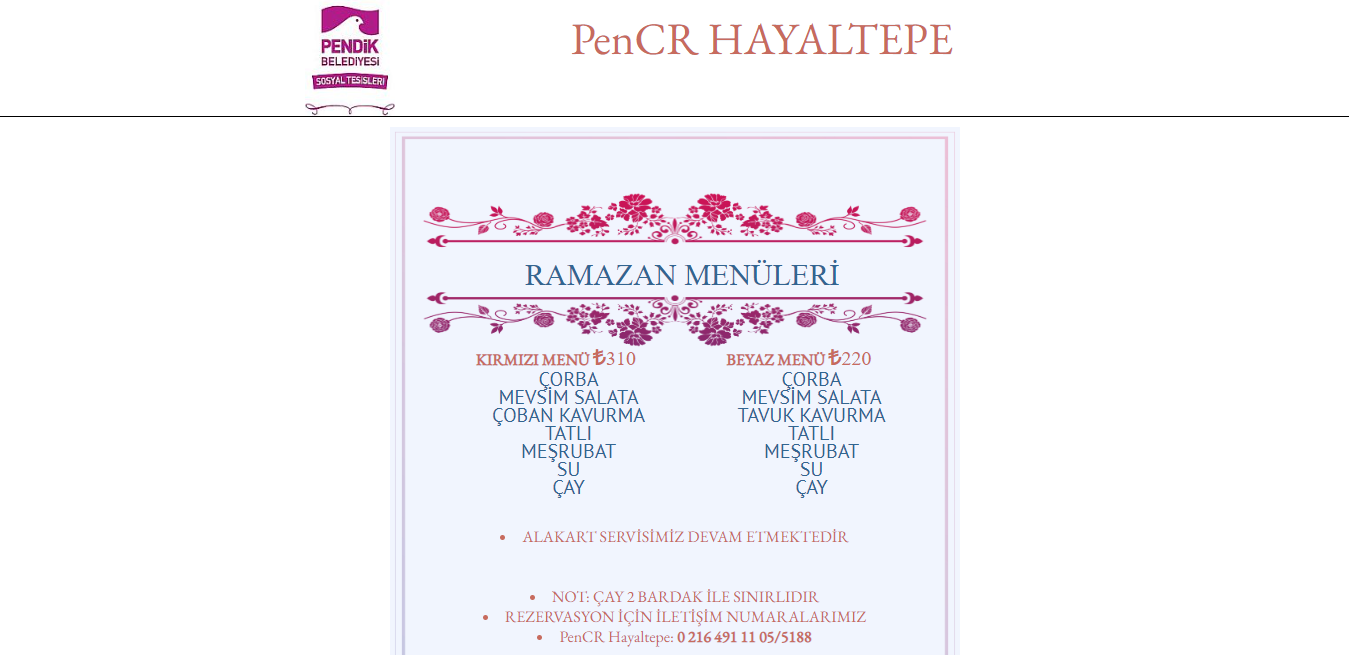 PENDİK
BELEDİYESİ
SOSYAL TESİSLERİ
PenCR HAYALTEPE
RAMAZAN MENÜLERİ
KIRMIZI MENÜ ₺310
ÇORBA
MEVSİM SALATA
ÇOBAN KAVURMA
TATLI
MEŞRUBAT
SU
ÇAY
BEYAZ MENÜ ₺220
ÇORBA
MEVSİM SALATA
TAVUK KAVURMA
TATLI
MEŞRUBAT
SU
ÇAY
• ALAKART SERVİSİMİZ DEVAM ETMEKTEDİR
• NOT: ÇAY 2 BARDAK İLE SINIRLIDIR
• REZERVASYON İÇİN İLETİŞİM NUMARALARIMIZ
• PenCR Hayaltepe: 0 216 491 11 05/5188